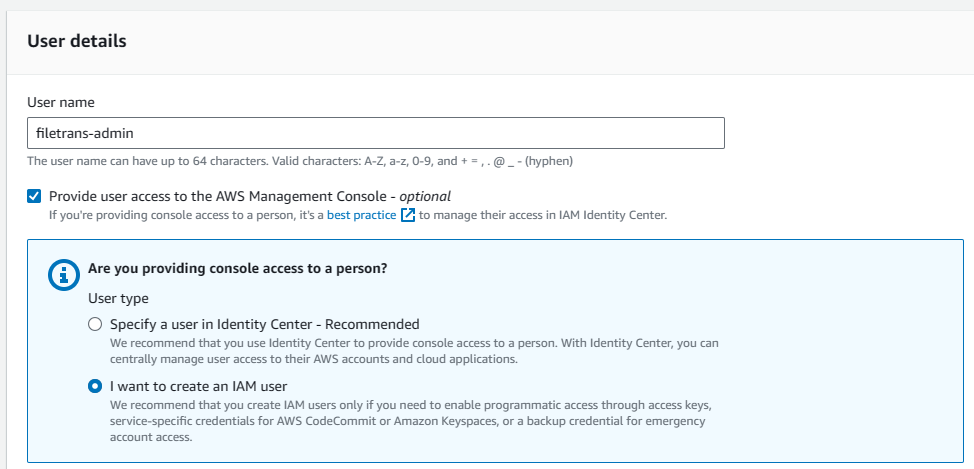 User details
User name
filetrans-admin
The user name can have up to 64 characters. Valid characters: A-Z, a-z, 0-9, and + = , . @ _ - (hyphen)
Provide user access to the AWS Management Console - optional
If you're providing console access to a person, it's a best practice to manage their access in IAM Identity Center.
Are you providing console access to a person?
User type
Specify a user in Identity Center - Recommended
We recommend that you use Identity Center to provide console access to a person. With Identity Center, you can
centrally manage user access to their AWS accounts and cloud applications.
I want to create an IAM user
We recommend that you create IAM users only if you need to enable programmatic access through access keys,
service-specific credentials for AWS CodeCommit or Amazon Keyspaces, or a backup credential for emergency
account access.